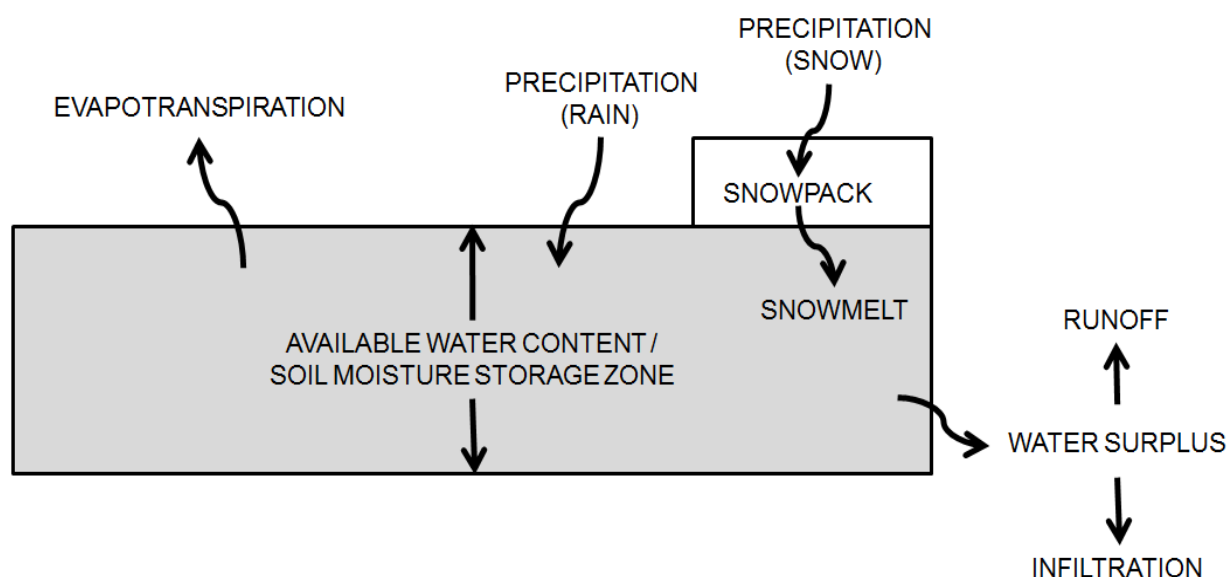 PRECIPITATION
(SNOW)
PRECIPITATION
(RAIN)
EVAPOTRANSPIRATION
SNOWPACK
SNOWMELT
AVAILABLE WATER CONTENT /
SOIL MOISTURE STORAGE ZONE
RUNOFF
WATER SURPLUS
INFILTRATION